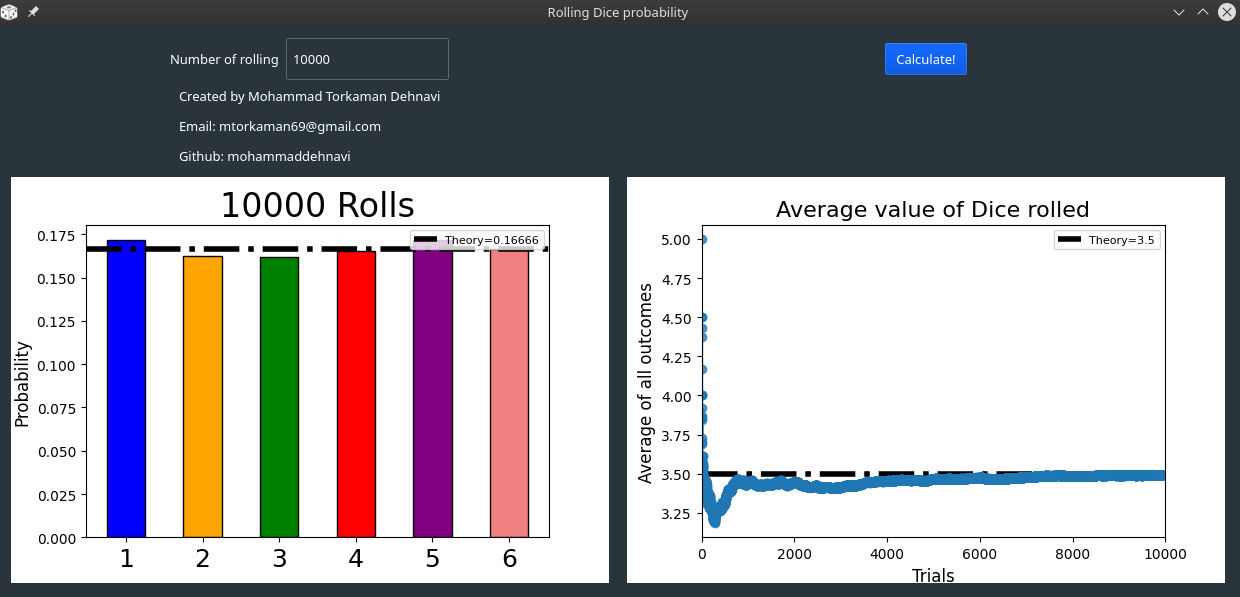 Rolling Dice probability
Number of rolling 10000 Calculate!
Created by Mohammad Torkaman Dehnavi
Email: mtorkaman69@gmail.com
Github: mohammaddehnavi
10000 Rolls
Theory=0.16666
Probability
0.175
0.150
0.125
0.100
0.075
0.050
0.025
0.000
1 2 3 4 5 6
Average value of Dice rolled
Theory=3.5
Average of all outcomes
5.00
4.75
4.50
4.25
4.00
3.75
3.50
3.25
0 2000 4000 6000 8000 10000
Trials